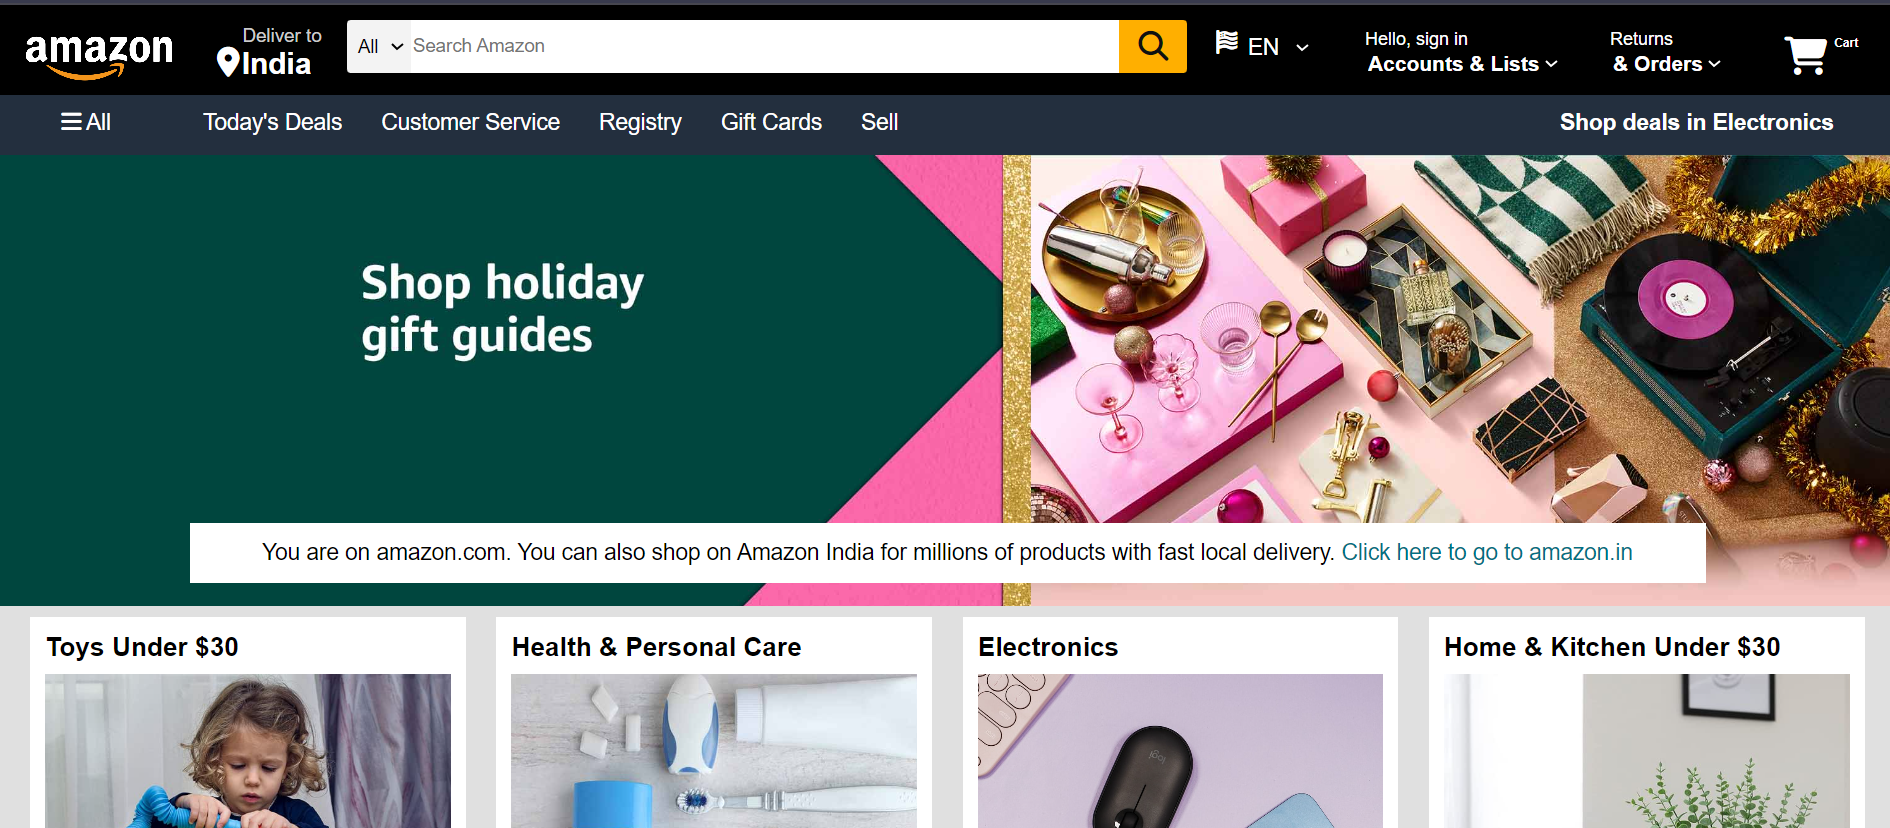 amazon
Deliver to
India
All
Search Amazon
EN
Hello, sign in
Accounts & Lists
Returns
& Orders
Cart
All
Today's Deals
Customer Service
Registry
Gift Cards
Sell
Shop deals in Electronics
Shop holiday
gift guides
You are on amazon.com. You can also shop on Amazon India for millions of products with fast local delivery. Click here to go to amazon.in
Toys Under $30
Health & Personal Care
Electronics
Home & Kitchen Under $30
logi